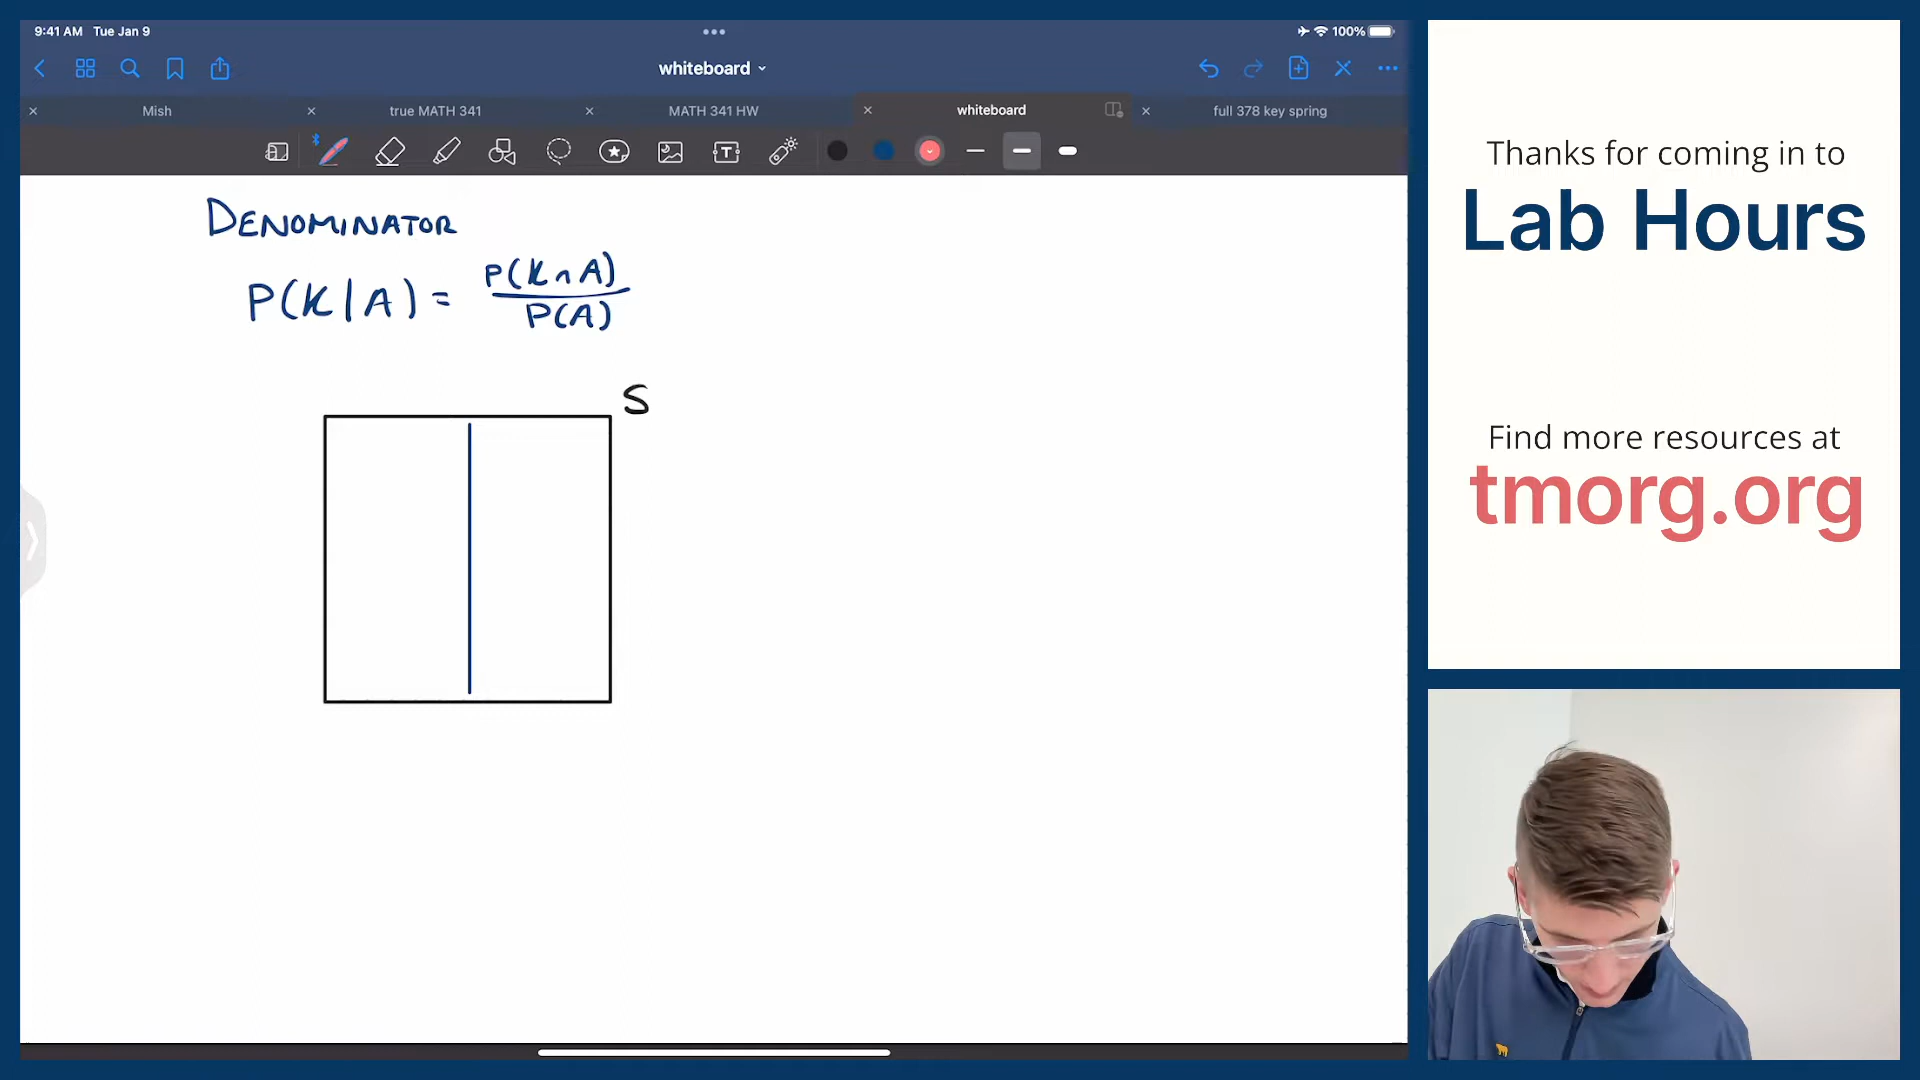 9:41 AM Tue Jan 9
100%
whiteboard
Mish
true MATH 341
MATH 341 HW
whiteboard
full 378 key spring
T
DENOMINATOR
P(K|A) = P(K∩A)
P(A)
S
Thanks for coming in to
Lab Hours
Find more resources at
tmorg.org